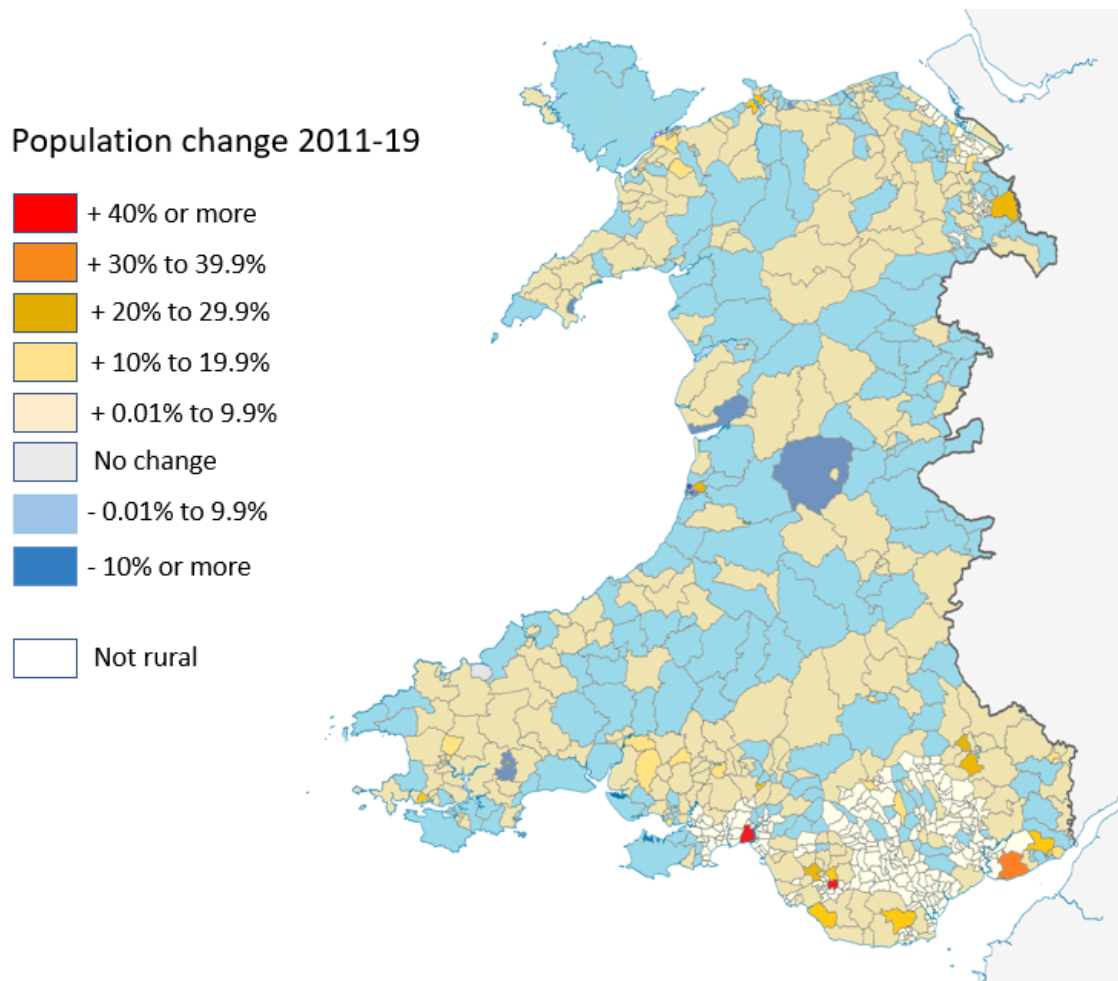 Population change 2011-19
+ 40% or more
+ 30% to 39.9%
+ 20% to 29.9%
+ 10% to 19.9%
+ 0.01% to 9.9%
No change
- 0.01% to 9.9%
- 10% or more
Not rural